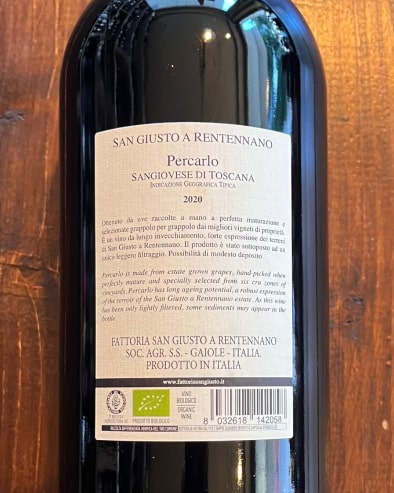 SAN GIUSTO A RENTENNANO
Percarlo
SANGIOVESE DI TOSCANA
INDICAZIONE GEOGRAFICA TIPICA
2020
Ottenuto da uve raccolte a mano a perfetta maturazione e
selezionate grappolo per grappolo dai migliori vigneti di proprietà.
È un vino da lungo invecchiamento, forte espressione dei terreni
di San Giusto a Rentennano. Il prodotto è stato sottoposto ad un
unico leggero filtraggio. Possibilità di modesto deposito.
Percarlo is made from estate grown grapes, hand-picked when
perfectly mature and specially selected from six cru zones of
vineyards. Percarlo has long ageing potential, a robust expression
of the terroir of the San Giusto a Rentennano estate. As this wine
has been only lightly filtered, some sediments may appear in the
bottle.
FATTORIA SAN GIUSTO A RENTENNANO
SOC. AGR. S.S. - GAIOLE - ITALIA.
PRODOTTO IN ITALIA
www.fattoriasangiusto.it
VINO
BIOLOGICO
ORGANIC
WINE
8 032618 142058